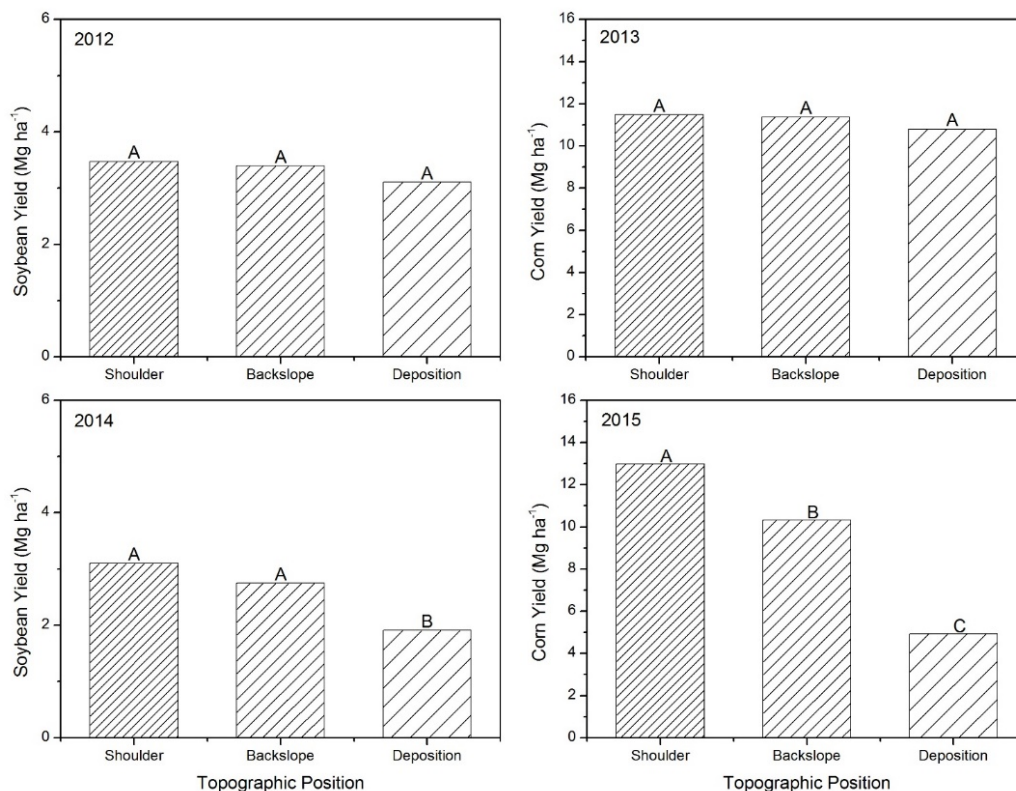 2012
Soybean Yield (Mg ha⁻¹)
6
4
2
0
A
A
A
Shoulder
Backslope
Deposition
2013
Corn Yield (Mg ha⁻¹)
16
14
12
10
8
6
4
2
0
A
A
A
Shoulder
Backslope
Deposition
2014
Soybean Yield (Mg ha⁻¹)
6
4
2
0
A
A
B
Shoulder
Backslope
Deposition
Topographic Position
2015
Corn Yield (Mg ha⁻¹)
16
14
12
10
8
6
4
2
0
A
B
C
Shoulder
Backslope
Deposition
Topographic Position